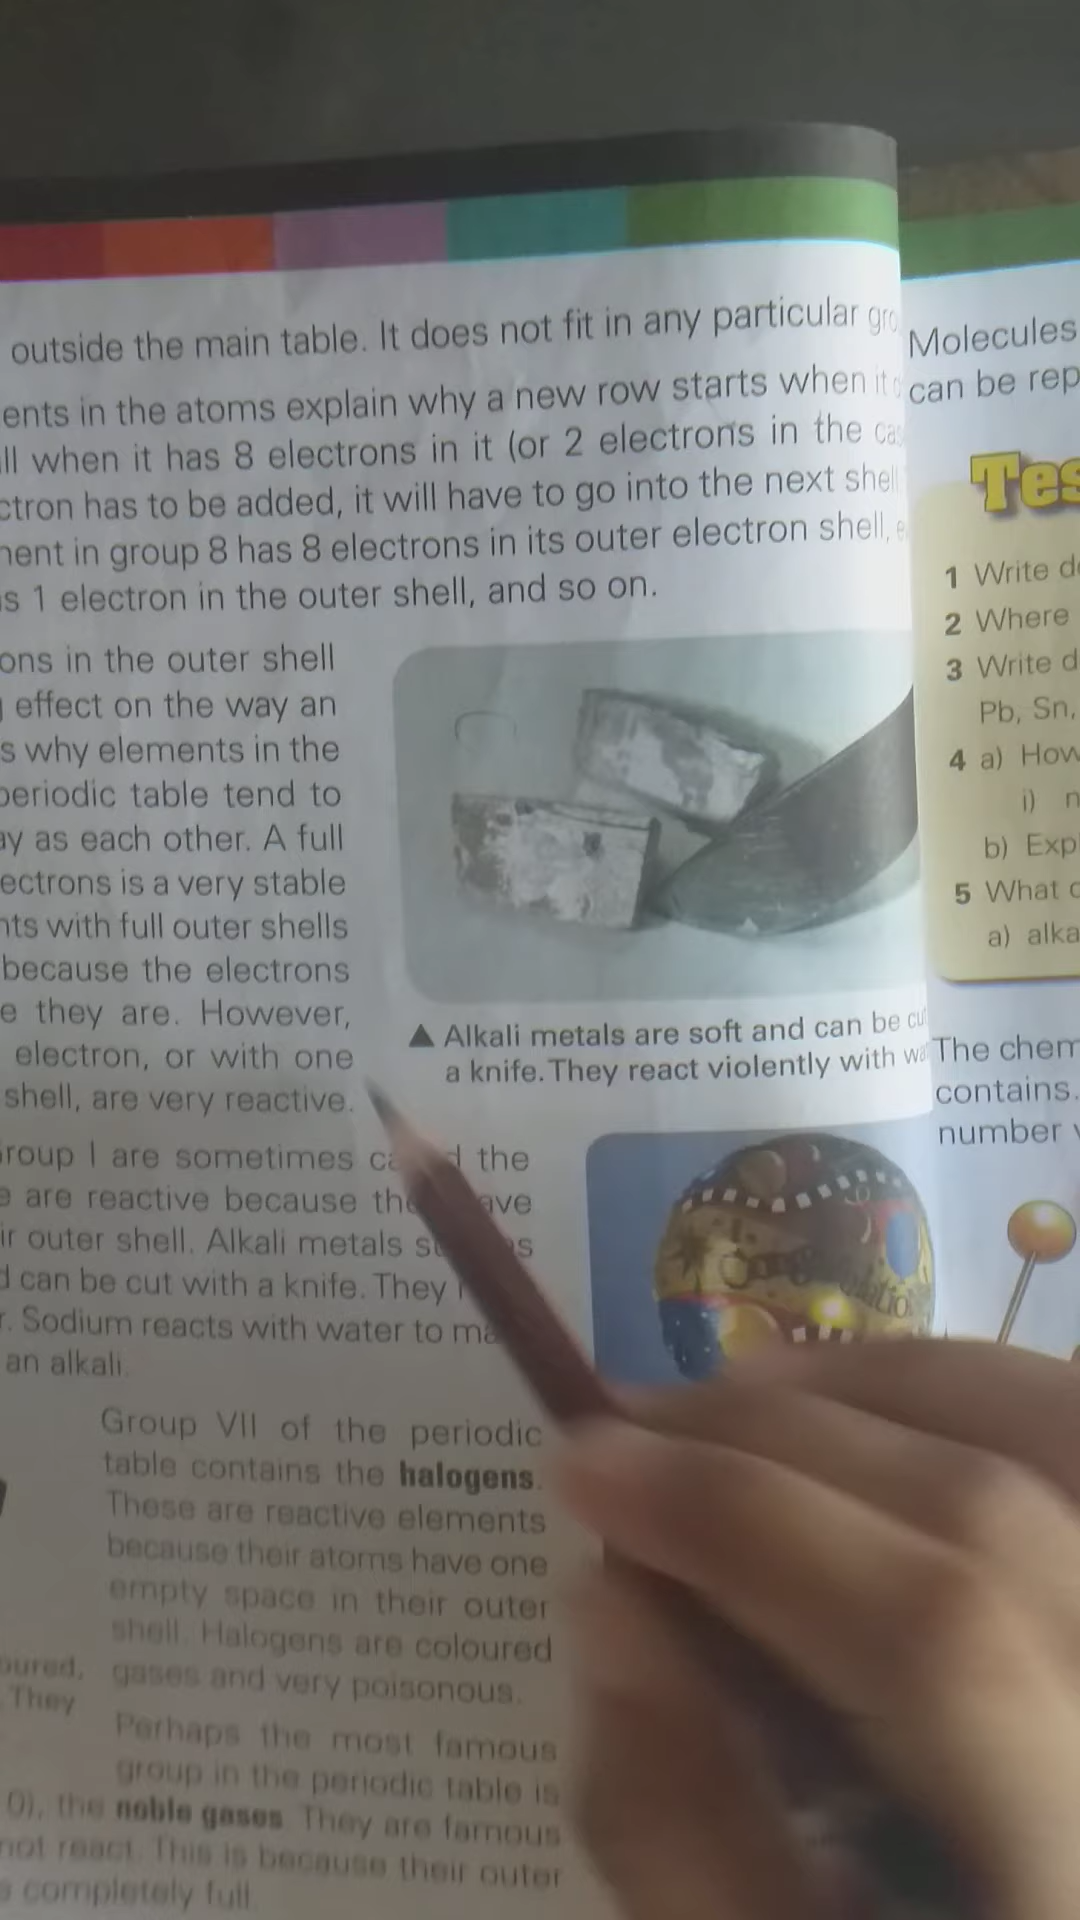 outside the main table. It does not fit in any particular
ents in the atoms explain why a new row starts when it
ll when it has 8 electrons in it (or 2 electrons in the
ctron has to be added, it will have to go into the next shell
ent in group 8 has 8 electrons in its outer electron shell,
s 1 electron in the outer shell, and so on.
ons in the outer shell
effect on the way an
s why elements in the
periodic table tend to
ay as each other. A full
ectrons is a very stable
nts with full outer shells
because the electrons
e they are. However,
electron, or with one
shell, are very reactive.
▲ Alkali metals are soft and can be
a knife. They react violently with
roup I are sometimes the
e are reactive because
ir outer shell. Alkali metals
d can be cut with a knife. They
r. Sodium reacts with water to
an alkali.
Group VII of the periodic
table contains the halogens.
These are reactive elements
because their atoms have one
empty space in their outer
shell. Halogens are coloured
gases and very poisonous.
oured,
They
Perhaps the most famous
group in the periodic table is
0), the noble gases. They are famous
not react. This is because their outer
s completely full.
Molecules
can be rep
Tes
1 Write d
2 Where
3 Write d
Pb, Sn,
4 a) How
i) n
b) Exp
5 What
a) alka
The chem
contains.
number